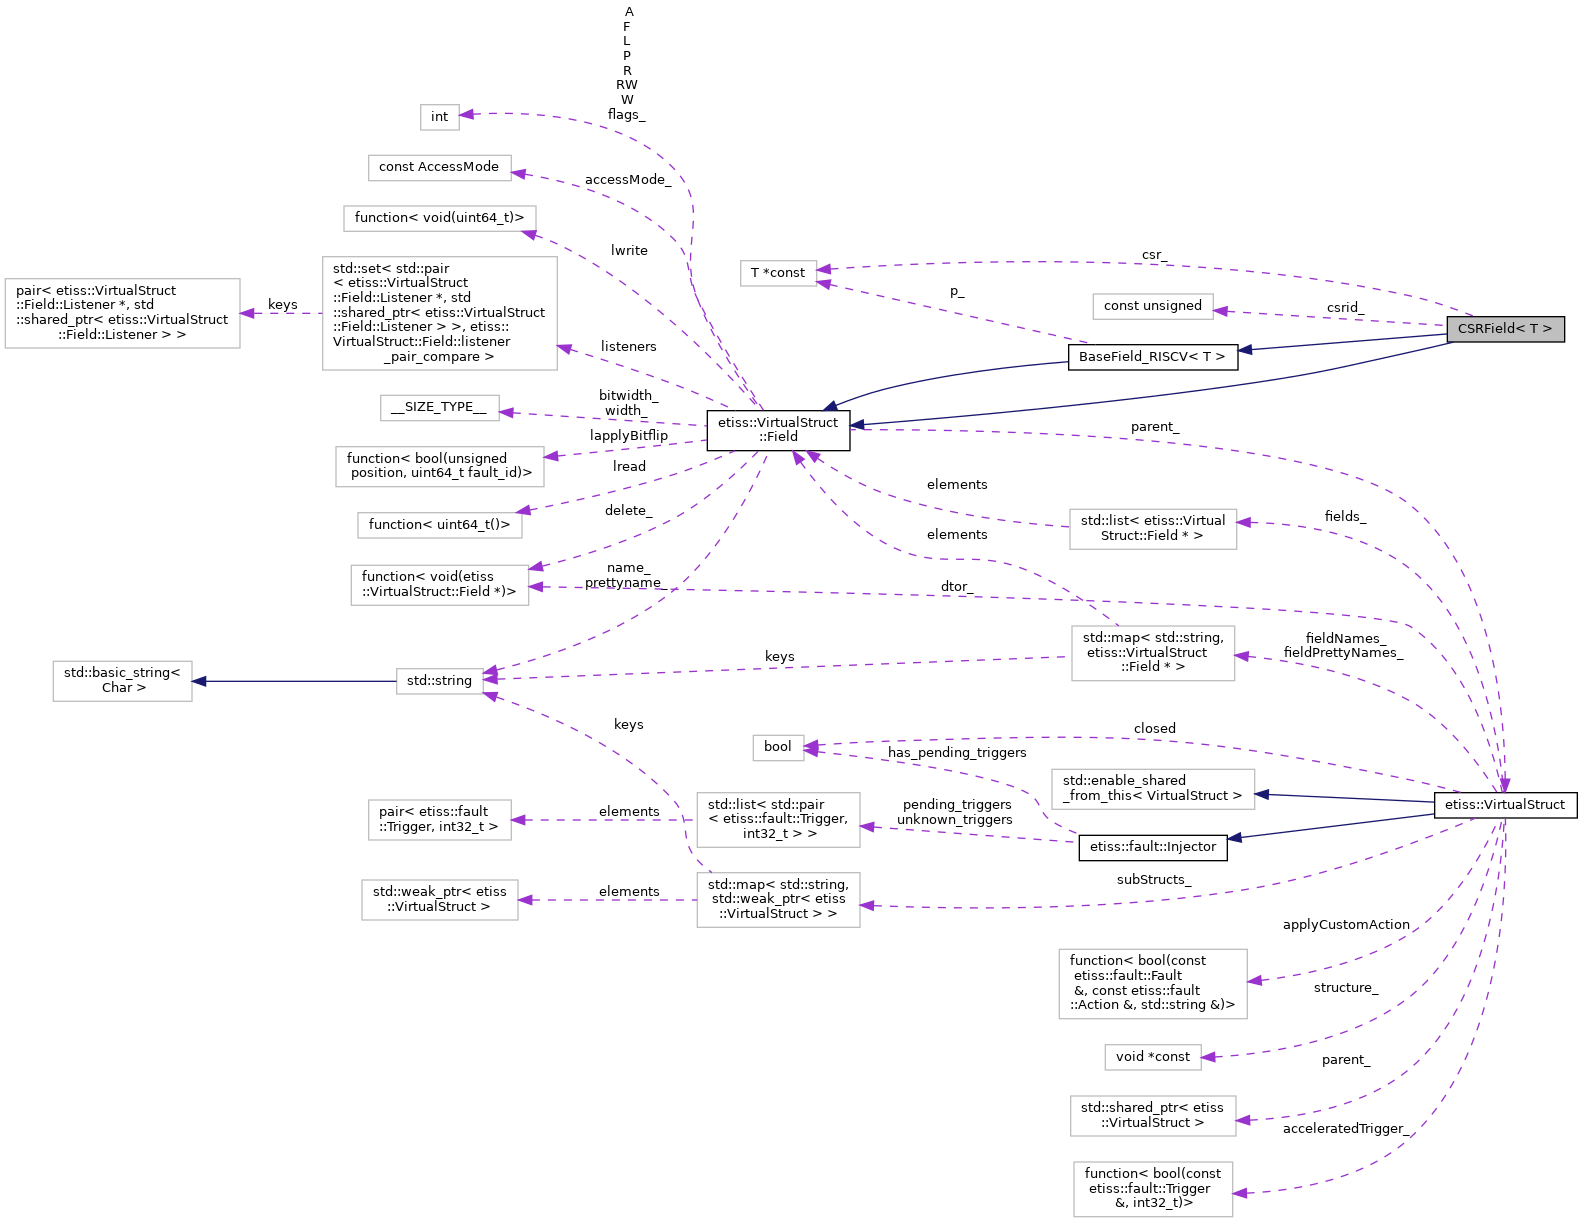 A
F
L
P
R
RW
W
flags_
int
const AccessMode
accessMode_
function< void(uint64_t)>
lwrite
std::set< std::pair
< etiss::VirtualStruct
::Field::Listener *, std
::shared_ptr< etiss::VirtualStruct
::Field::Listener > >, etiss::
VirtualStruct::Field::listener
_pair_compare >
pair< etiss::VirtualStruct
::Field::Listener *, std
::shared_ptr< etiss::VirtualStruct
::Field::Listener > >
keys
listeners
__SIZE_TYPE__
bitwidth_
width_
function< bool(unsigned
position, uint64_t fault_id)>
lapplyBitflip
function< uint64_t()>
lread
function< void(etiss
::VirtualStruct::Field *)>
delete_
name_
prettyname_
std::basic_string<
Char >
std::string
T *const
csr_
p_
const unsigned
csrid_
CSRField< T >
BaseField_RISCV< T >
etiss::VirtualStruct
::Field
parent_
elements
std::list< etiss::Virtual
Struct::Field * >
fields_
elements
dtor_
std::map< std::string,
etiss::VirtualStruct
::Field * >
fieldNames_
fieldPrettyNames_
keys
keys
bool
closed
has_pending_triggers
std::enable_shared
_from_this< VirtualStruct >
etiss::VirtualStruct
pair< etiss::fault
::Trigger, int32_t >
elements
std::list< std::pair
< etiss::fault::Trigger,
int32_t > >
pending_triggers
unknown_triggers
etiss::fault::Injector
std::weak_ptr< etiss
::VirtualStruct >
elements
std::map< std::string,
std::weak_ptr< etiss
::VirtualStruct > >
subStructs_
applyCustomAction
function< bool(const
etiss::fault::Fault
&, const etiss::fault
::Action &, std::string &)>
structure_
void *const
parent_
std::shared_ptr< etiss
::VirtualStruct >
acceleratedTrigger_
function< bool(const
etiss::fault::Trigger
&, int32_t)>